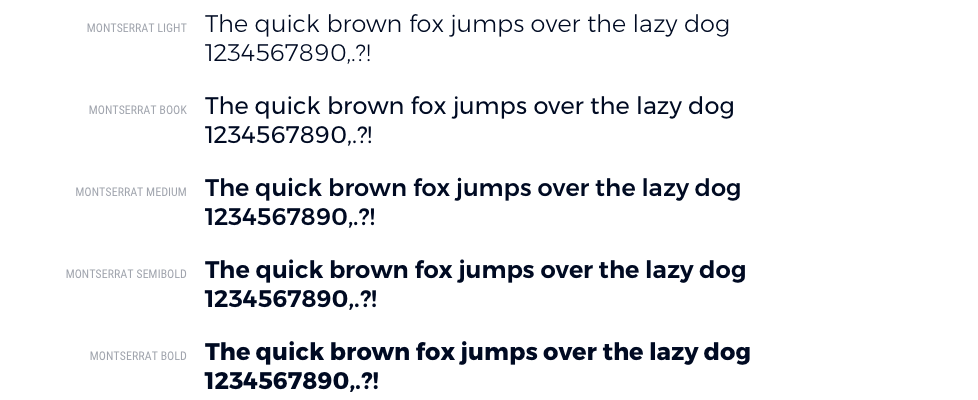 MONTSERRAT LIGHT
The quick brown fox jumps over the lazy dog
1234567890,.?!
MONTSERRAT BOOK
The quick brown fox jumps over the lazy dog
1234567890,.?!
MONTSERRAT MEDIUM
The quick brown fox jumps over the lazy dog
1234567890,.?!
MONTSERRAT SEMIBOLD
The quick brown fox jumps over the lazy dog
1234567890,.?!
MONTSERRAT BOLD
The quick brown fox jumps over the lazy dog
1234567890,.?!